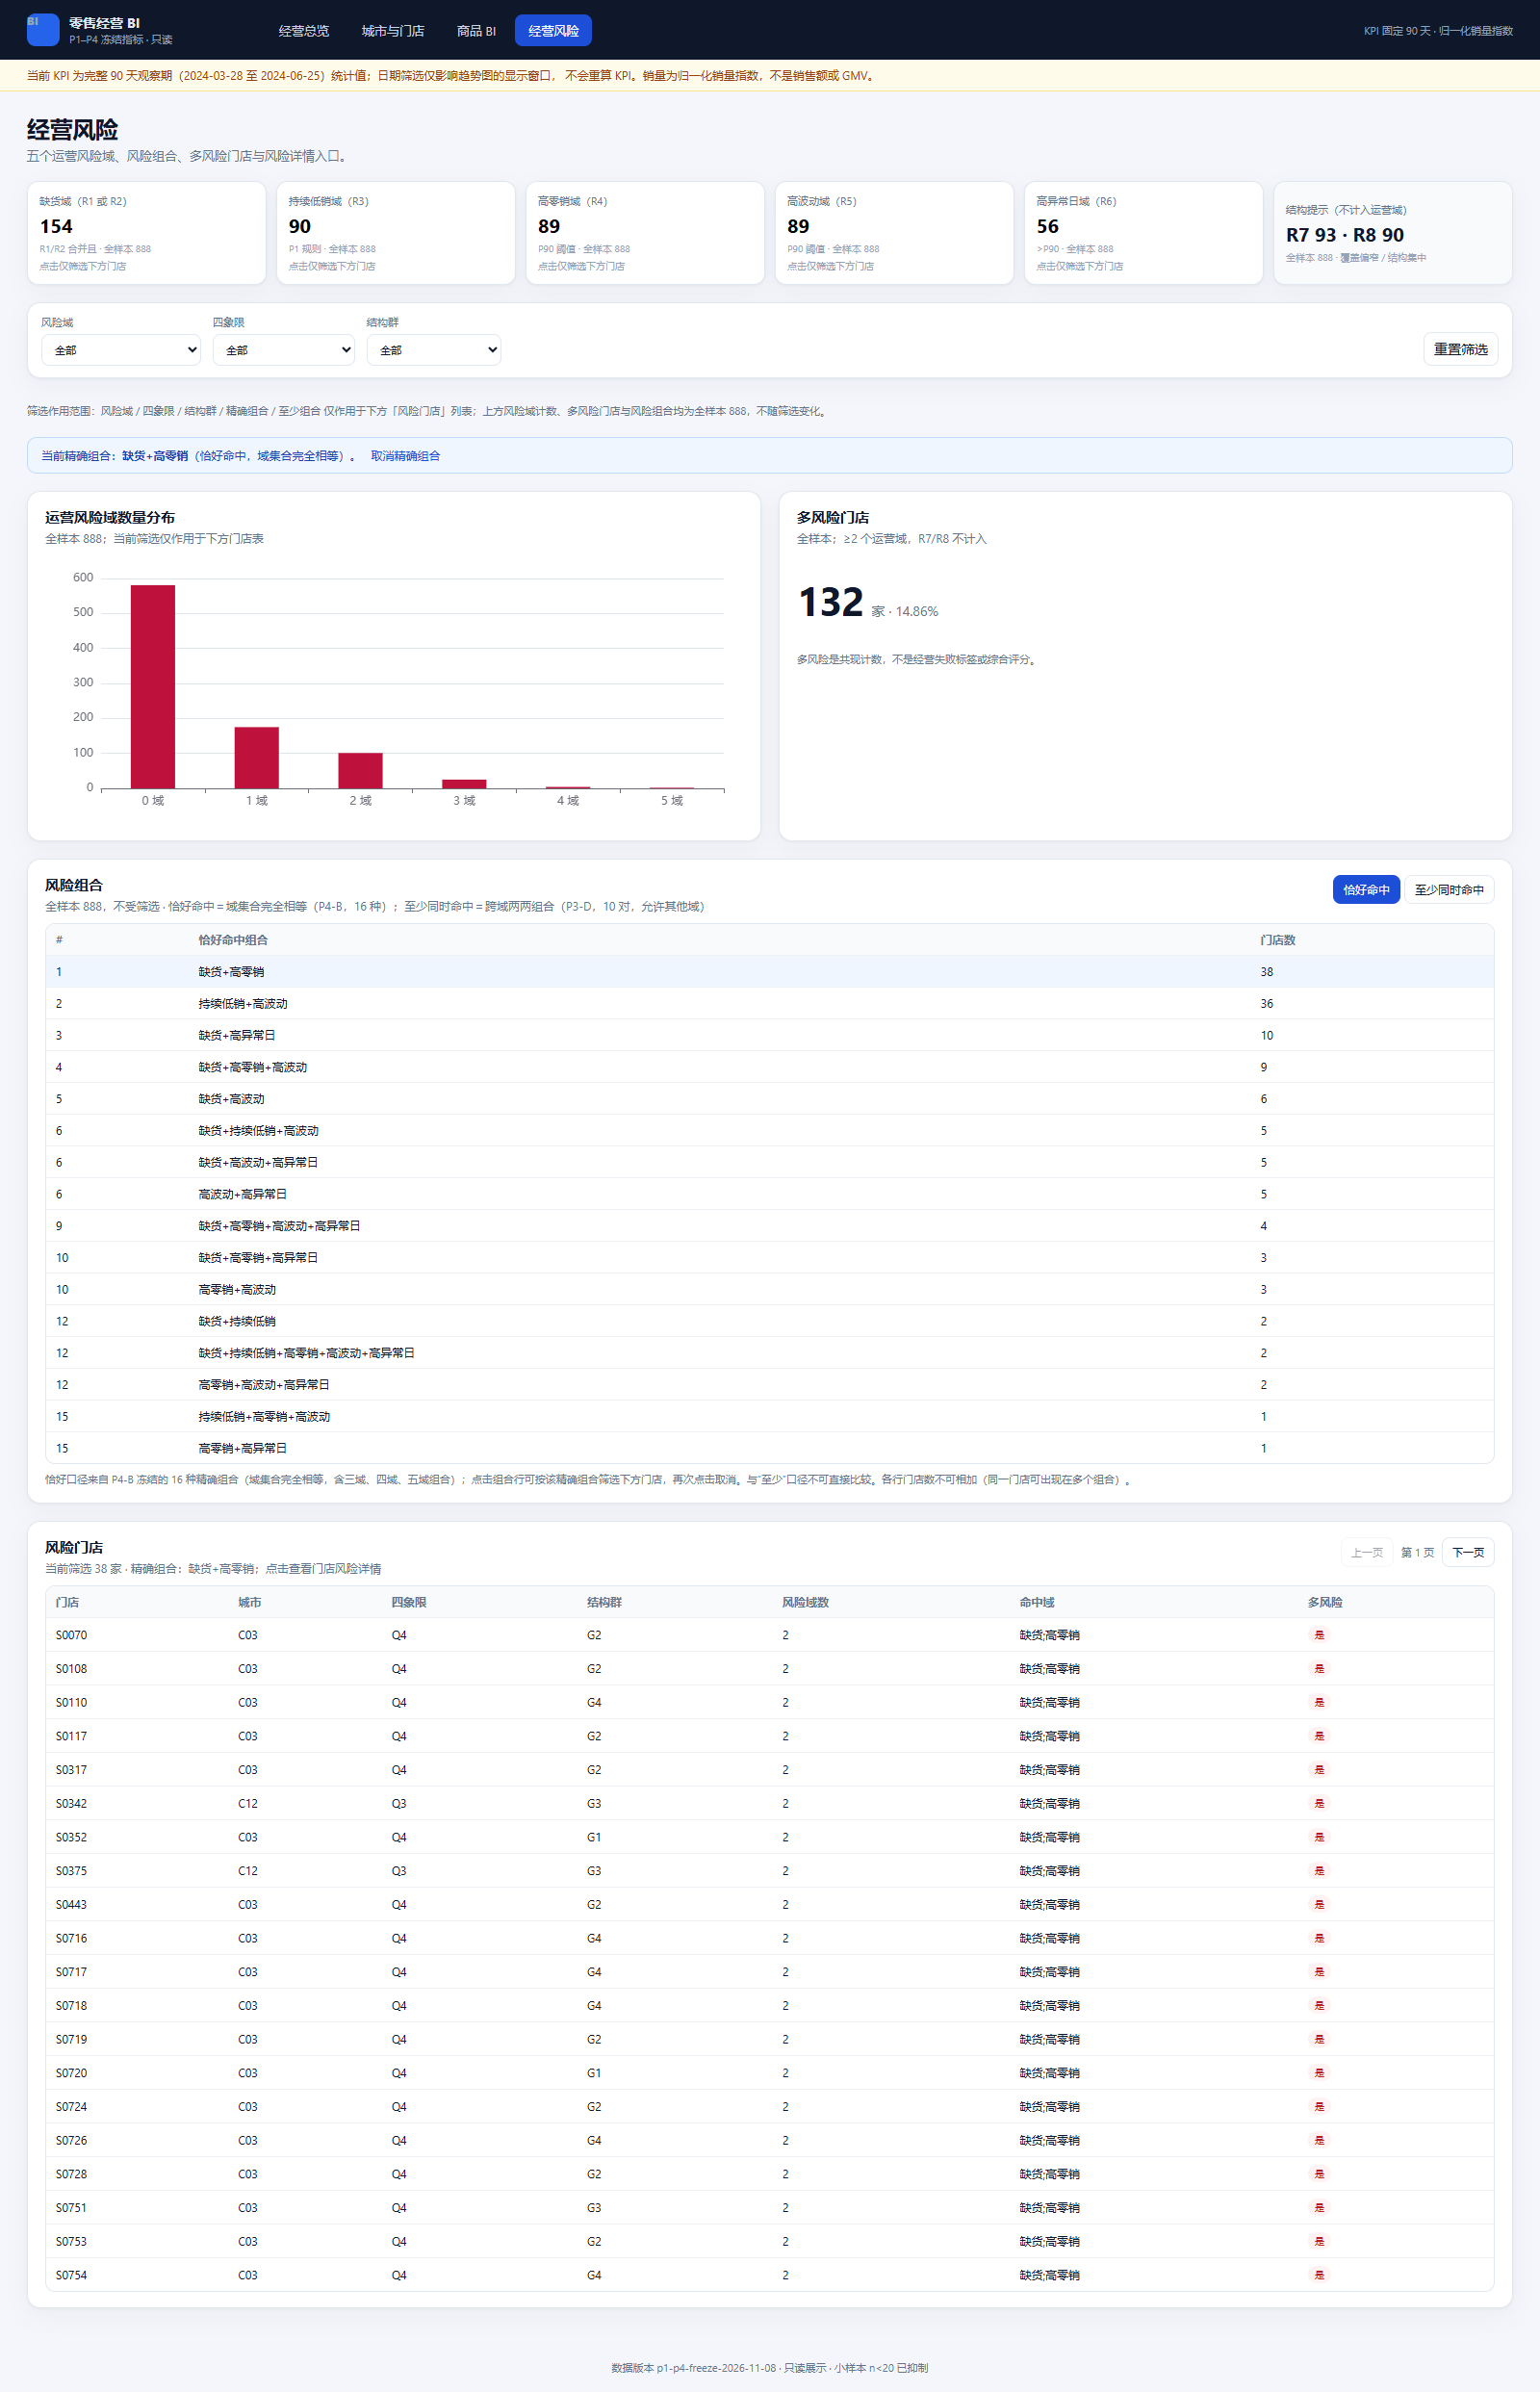 BI
零售经营 BI
P1–P4 冻结指标 · 只读
经营总览 城市与门店 商品 BI 经营风险
KPI 固定 90 天 · 归一化销量指数
当前 KPI 为完整 90 天观察期（2024-03-28 至 2024-06-25）统计值；日期筛选仅影响趋势图的显示窗口， 不会重算 KPI。销量为归一化销量指数，不是销售额或 GMV。
经营风险
五个运营风险域、风险组合、多风险门店与风险详情入口。
缺货域（R1 或 R2）
154
R1/R2 合并且 · 全样本 888
点击仅筛选下方门店
持续低销域（R3）
90
P1 规则 · 全样本 888
点击仅筛选下方门店
高零销域（R4）
89
P90 阈值 · 全样本 888
点击仅筛选下方门店
高波动域（R5）
89
P90 阈值 · 全样本 888
点击仅筛选下方门店
高异常日域（R6）
56
>P90 · 全样本 888
点击仅筛选下方门店
结构提示（不计入运营域）
R7 93 · R8 90
全样本 888 · 覆盖偏窄 / 结构集中
风险域 四象限 结构群
全部 全部 全部 重置筛选
筛选作用范围：风险域 / 四象限 / 结构群 / 精确组合 / 至少组合 仅作用于下方「风险门店」列表；上方风险域计数、多风险门店与风险组合均为全样本 888，不随筛选变化。
当前精确组合：缺货+高零销（恰好命中，域集合完全相等）。 取消精确组合
运营风险域数量分布
全样本 888；当前筛选仅作用于下方门店表
600
500
400
300
200
100
0
0 域 1 域 2 域 3 域 4 域 5 域
多风险门店
全样本；≥2 个运营域，R7/R8 不计入
132 家 · 14.86%
多风险是共现计数，不是经营失败标签或综合评分。
风险组合
全样本 888，不受筛选 · 恰好命中 = 域集合完全相等（P4-B，16 种）；至少同时命中 = 跨域两两组合（P3-D，10 对，允许其他域）
恰好命中 至少同时命中
# 恰好命中组合 门店数
1 缺货+高零销 38
2 持续低销+高波动 36
3 缺货+高异常日 10
4 缺货+高零销+高波动 9
5 缺货+高波动 6
6 缺货+持续低销+高波动 5
6 缺货+高波动+高异常日 5
6 高波动+高异常日 5
9 缺货+高零销+高波动+高异常日 4
10 缺货+高零销+高异常日 3
10 高零销+高波动 3
12 缺货+持续低销 2
12 缺货+持续低销+高零销+高波动+高异常日 2
12 高零销+高波动+高异常日 2
15 持续低销+高零销+高波动 1
15 高零销+高异常日 1
恰好口径来自 P4-B 冻结的 16 种精确组合（域集合完全相等，含三域、四域、五域组合）；点击组合行可按该精确组合筛选下方门店，再次点击取消。与“至少”口径不可直接比较。各行门店数不可相加（同一门店可出现在多个组合）。
风险门店
当前筛选 38 家 · 精确组合：缺货+高零销；点击查看门店风险详情
上一页 第 1 页 下一页
门店 城市 四象限 结构群 风险域数 命中域 多风险
S0070 C03 Q4 G2 2 缺货;高零销 是
S0108 C03 Q4 G2 2 缺货;高零销 是
S0110 C03 Q4 G4 2 缺货;高零销 是
S0117 C03 Q4 G2 2 缺货;高零销 是
S0317 C03 Q4 G2 2 缺货;高零销 是
S0342 C12 Q3 G3 2 缺货;高零销 是
S0352 C03 Q4 G1 2 缺货;高零销 是
S0375 C12 Q3 G3 2 缺货;高零销 是
S0443 C03 Q4 G2 2 缺货;高零销 是
S0716 C03 Q4 G4 2 缺货;高零销 是
S0717 C03 Q4 G4 2 缺货;高零销 是
S0718 C03 Q4 G4 2 缺货;高零销 是
S0719 C03 Q4 G2 2 缺货;高零销 是
S0720 C03 Q4 G1 2 缺货;高零销 是
S0724 C03 Q4 G2 2 缺货;高零销 是
S0726 C03 Q4 G4 2 缺货;高零销 是
S0728 C03 Q4 G2 2 缺货;高零销 是
S0751 C03 Q4 G3 2 缺货;高零销 是
S0753 C03 Q4 G2 2 缺货;高零销 是
S0754 C03 Q4 G4 2 缺货;高零销 是
数据版本 p1-p4-freeze-2026-11-08 · 只读展示 · 小样本 n<20 已抑制